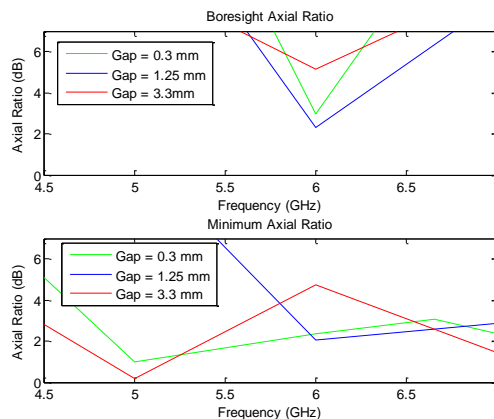 Boresight Axial Ratio
Axial Ratio (dB)
6
4
2
0
Gap = 0.3 mm
Gap = 1.25 mm
Gap = 3.3mm
4.5 5 5.5 6 6.5
Frequency (GHz)
Minimum Axial Ratio
Axial Ratio (dB)
6
4
2
0
Gap = 0.3 mm
Gap = 1.25 mm
Gap = 3.3 mm
4.5 5 5.5 6 6.5
Frequency (GHz)